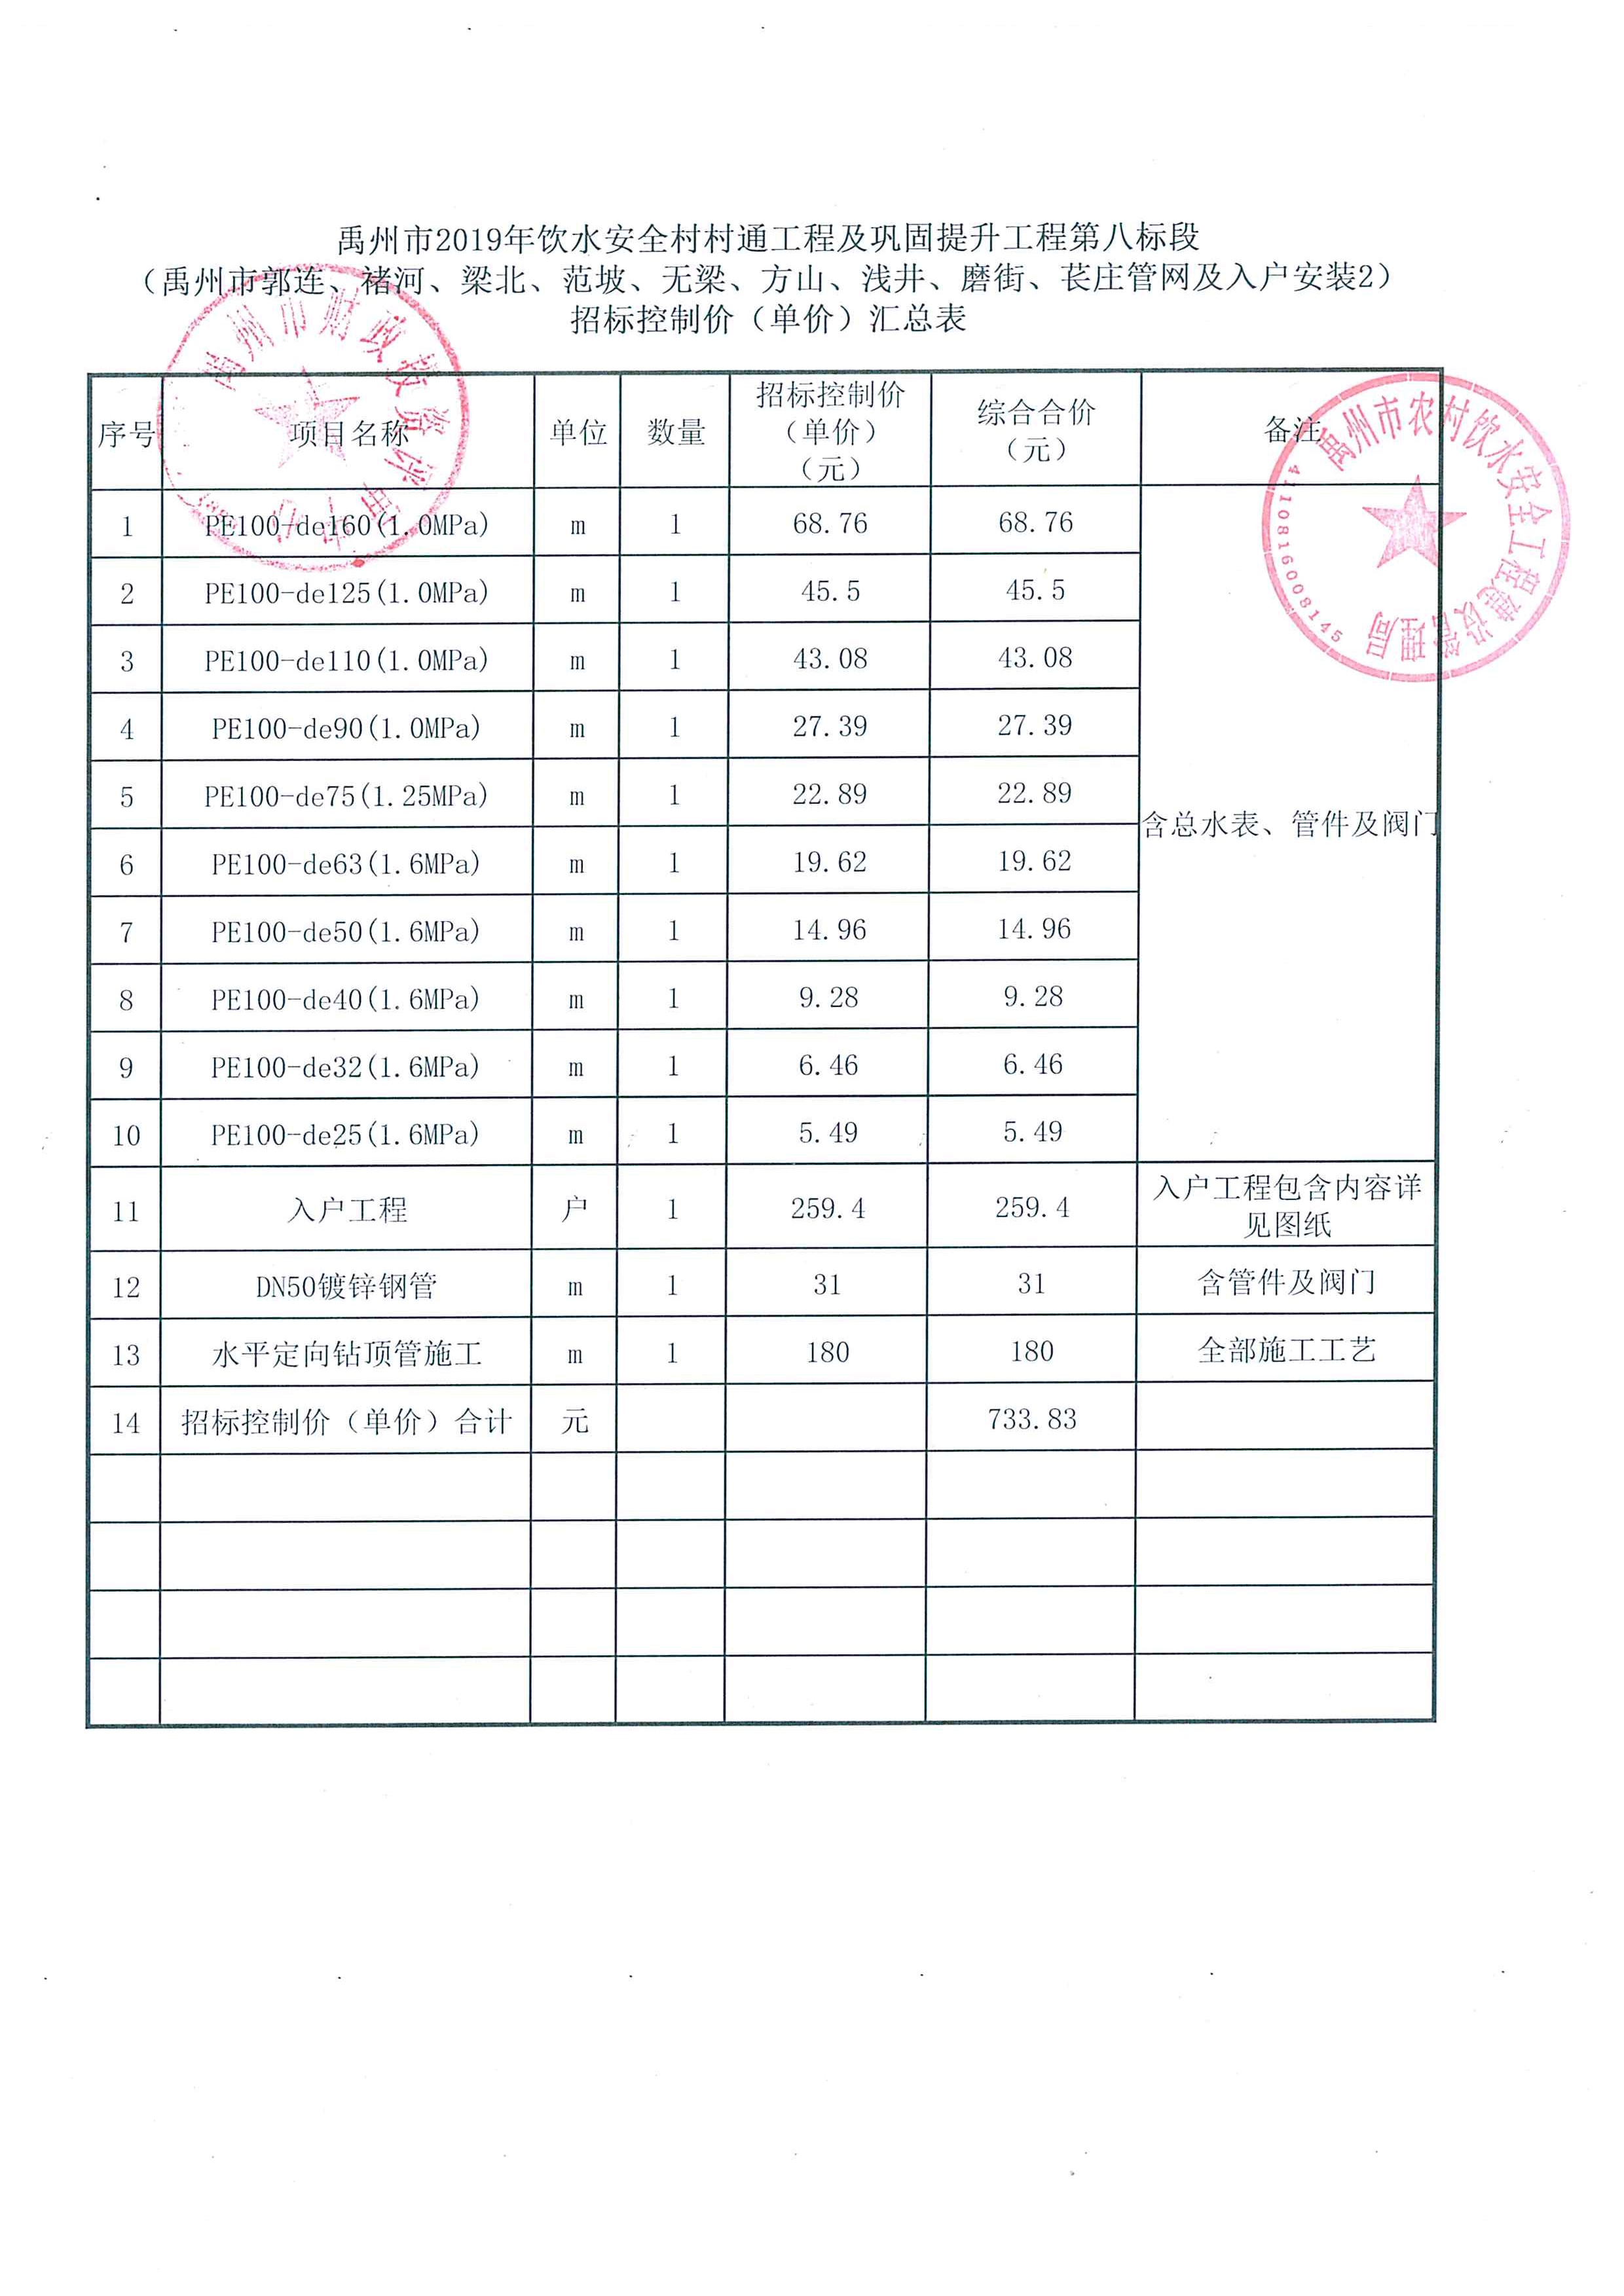 禹州市2019年饮水安全村村通工程及巩固提升工程第八标段
（禹州市郭连、褚河、梁北、范坡、无梁、方山、浅井、磨街、苌庄管网及入户安装2）
招标控制价（单价）汇总表
序号 项目名称 单位 数量 招标控制价（单价）（元） 综合合价（元） 备注
1 PE100-de160(1.0MPa) m 1 68.76 68.76
2 PE100-de125(1.0MPa) m 1 45.5 45.5
3 PE100-de110(1.0MPa) m 1 43.08 43.08
4 PE100-de90(1.0MPa) m 1 27.39 27.39
5 PE100-de75(1.25MPa) m 1 22.89 22.89
含总水表、管件及阀门
6 PE100-de63(1.6MPa) m 1 19.62 19.62
7 PE100-de50(1.6MPa) m 1 14.96 14.96
8 PE100-de40(1.6MPa) m 1 9.28 9.28
9 PE100-de32(1.6MPa) m 1 6.46 6.46
10 PE100-de25(1.6MPa) m 1 5.49 5.49
11 入户工程 户 1 259.4 259.4 入户工程包含内容详见图纸
12 DN50镀锌钢管 m 1 31 31 含管件及阀门
13 水平定向钻顶管施工 m 1 180 180 全部施工工艺
14 招标控制价（单价）合计 元 733.83
禹州市财政投资评审中心
禹州市农村饮水安全工程建设管理局
4110816008145